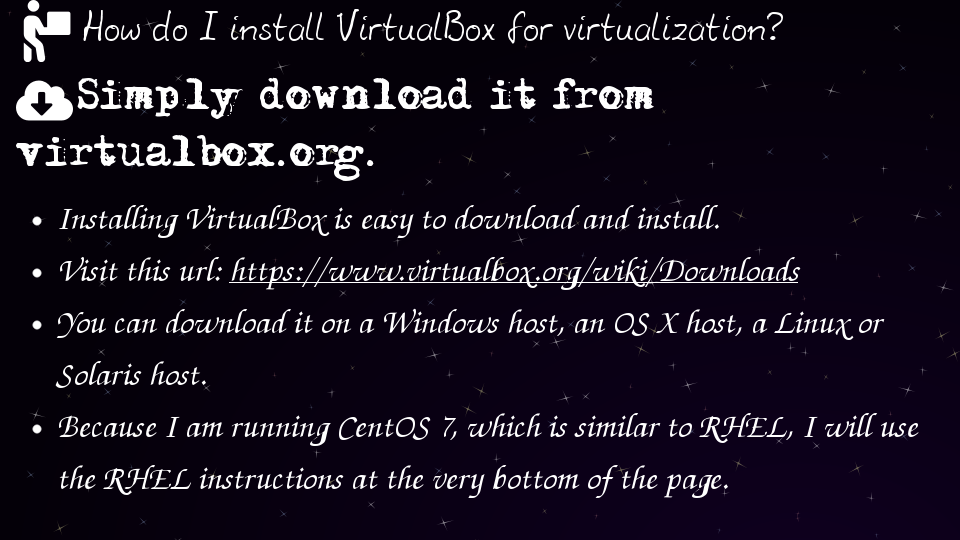 How do I install VirtualBox for virtualization?
Simply download it from
virtualbox.org.
• Installing VirtualBox is easy to download and install.
• Visit this url: https://www.virtualbox.org/wiki/Downloads
• You can download it on a Windows host, an OS X host, a Linux or
Solaris host.
• Because I am running CentOS 7, which is similar to RHEL, I will use
the RHEL instructions at the very bottom of the page.